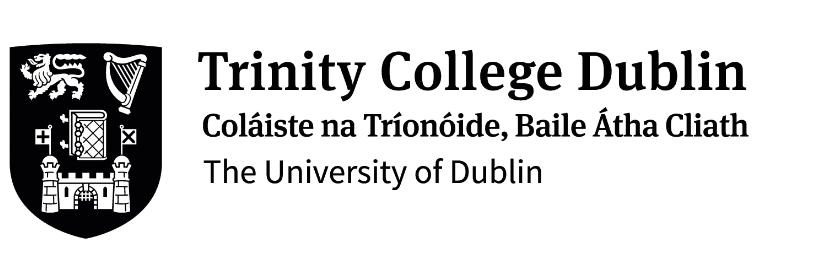 Trinity College Dublin
Coláiste na Tríonóide, Baile Átha Cliath
The University of Dublin